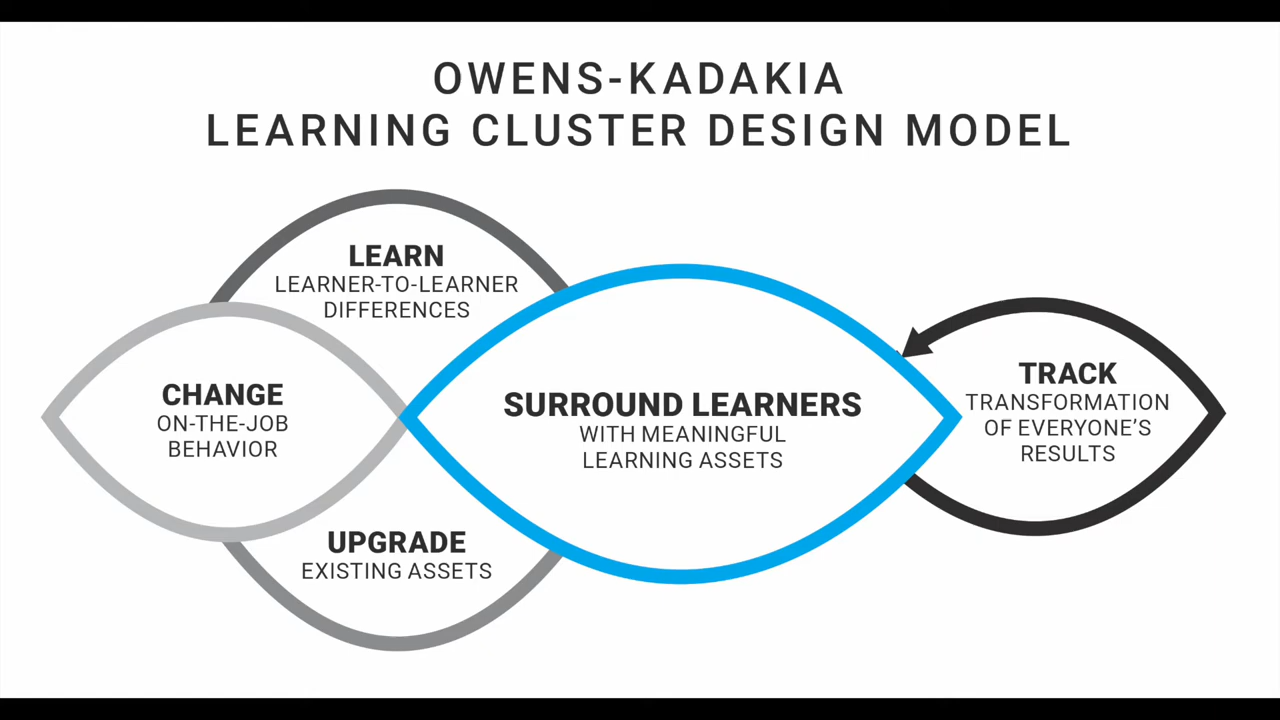 OWENS-KADAKIA
LEARNING CLUSTER DESIGN MODEL
LEARN
LEARNER-TO-LEARNER
DIFFERENCES
CHANGE
ON-THE-JOB
BEHAVIOR
SURROUND LEARNERS
WITH MEANINGFUL
LEARNING ASSETS
TRACK
TRANSFORMATION
OF EVERYONE'S
RESULTS
UPGRADE
EXISTING ASSETS